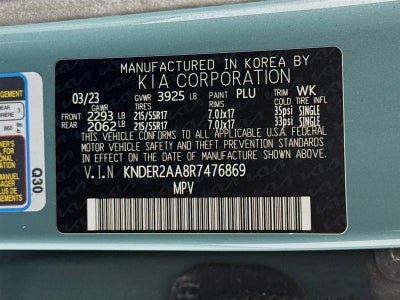 MANUFACTURED IN KOREA BY
KIA CORPORATION
03/23 GVWR 3925 LB PAINT PLU TRIM WK
GAWR TIRES RIMS COLD TIRE INFLATION
FRONT 2293 LB 215/55R17 7.0Jx17 35psi SINGLE
REAR 2062 LB 215/55R17 7.0Jx17 33psi SINGLE
THIS VEHICLE CONFORMS TO ALL APPLICABLE U.S.A. FEDERAL
MOTOR VEHICLE SAFETY, BUMPER, AND THEFT PREVENTION
STANDARDS IN EFFECT ON THE DATE OF MANUFACTURE SHOWN ABOVE
V.I.N KNDER2AA8R7476869
MPV
Q30